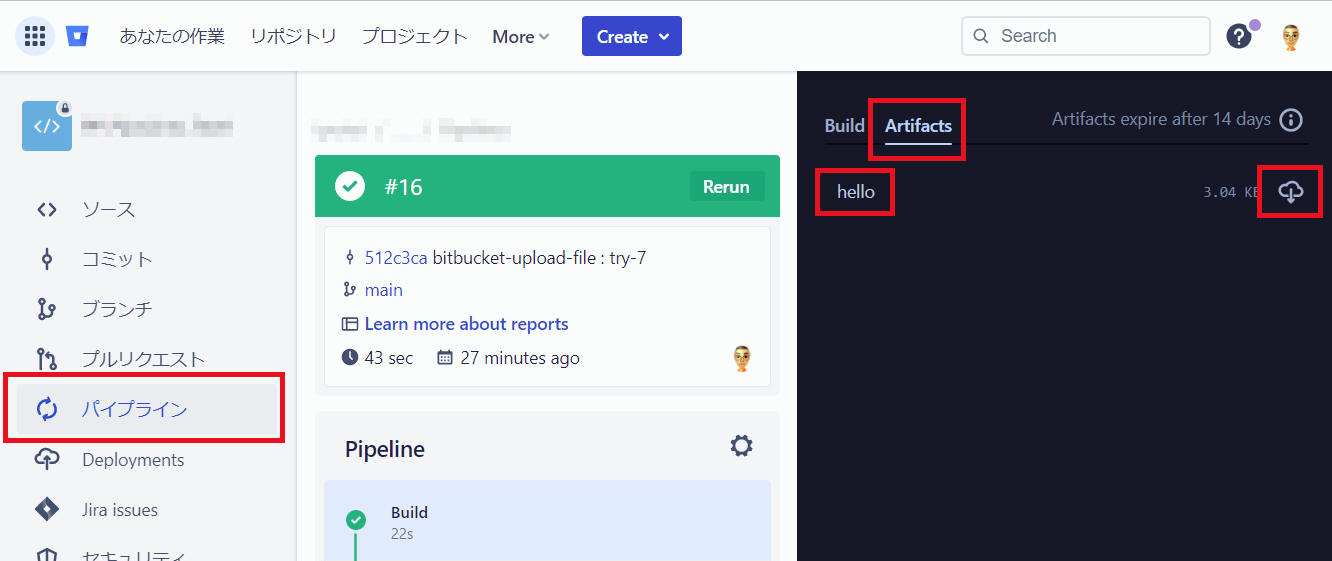 あなたの作業 リポジトリ プロジェクト More Create Search ?
</>
ソース
コミット
ブランチ
プルリクエスト
パイプライン
Deployments
Jira issues
セキュリティ
#16 Rerun
512c3ca bitbucket-upload-file : try-7
main
Learn more about reports
43 sec 27 minutes ago
Pipeline
Build
22s
Build Artifacts Artifacts expire after 14 days
hello 3.04 KB